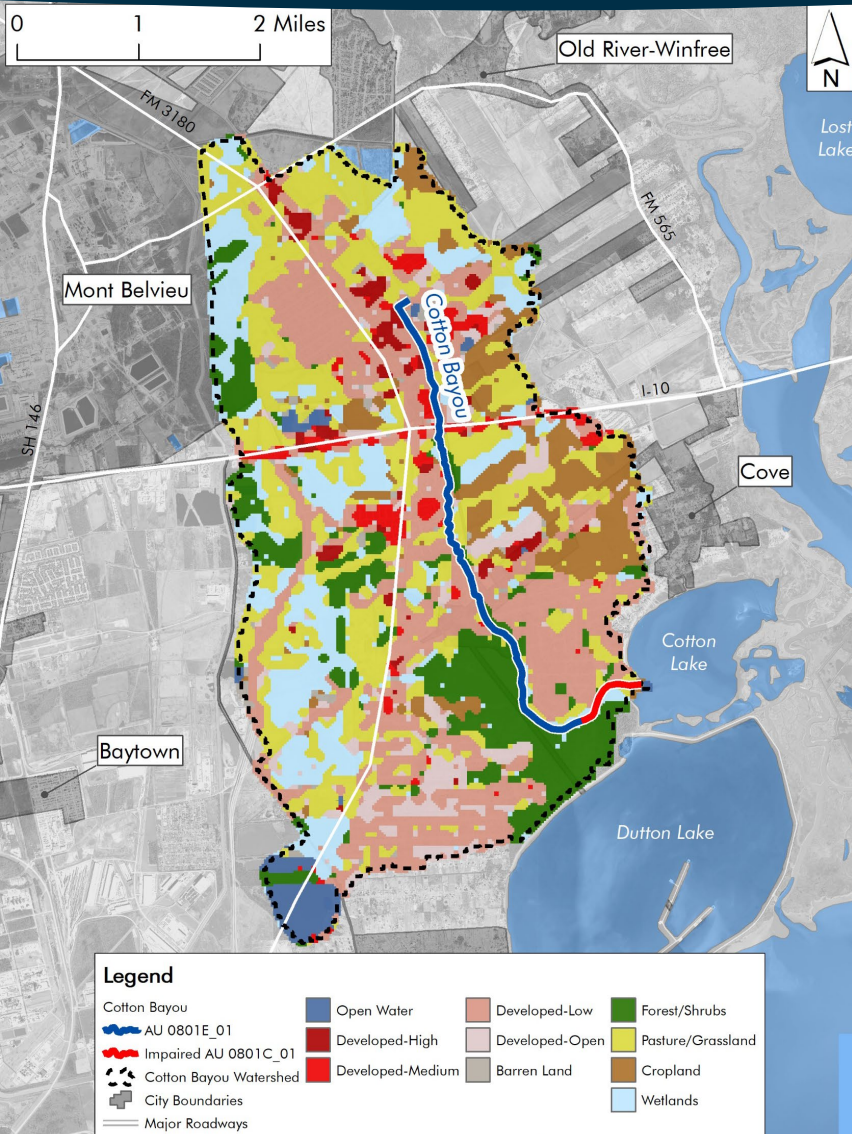 0 1 2 Miles
Old River-Winfree
N
FM 3180
Lost
Lake
FM 565
Mont Belvieu
Cotton Bayou
I-10
SH 146
Cove
Cotton
Lake
Baytown
Dutton Lake
Legend
Cotton Bayou
AU 0801E_01
Impaired AU 0801C_01
Cotton Bayou Watershed
City Boundaries
Major Roadways
Open Water
Developed-High
Developed-Medium
Developed-Low
Developed-Open
Barren Land
Forest/Shrubs
Pasture/Grassland
Cropland
Wetlands